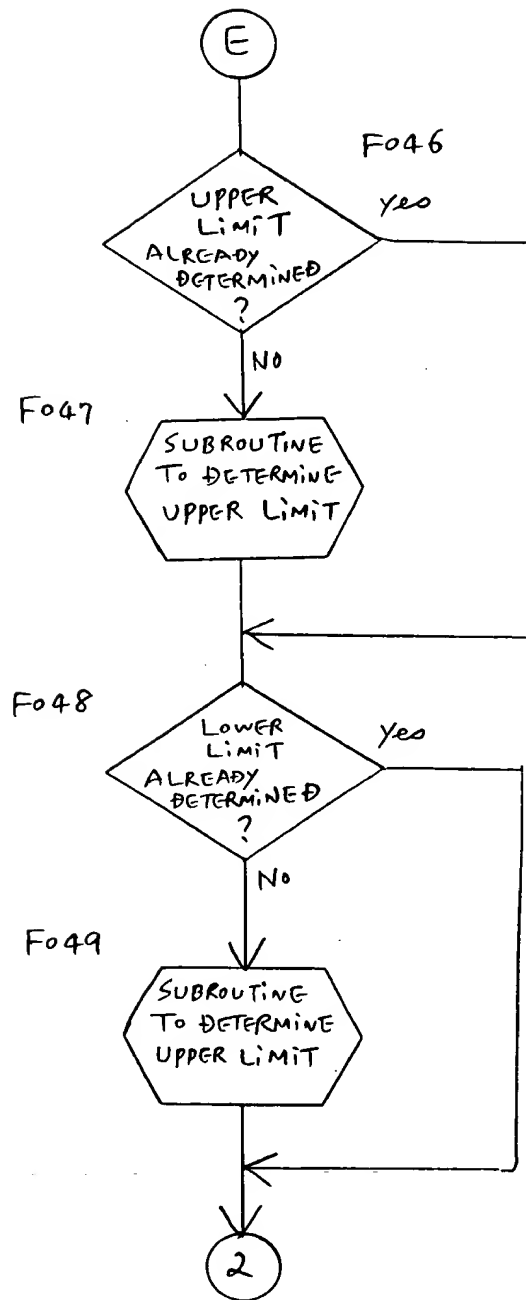 E
F046
UPPER
LIMIT
ALREADY
DETERMINED
?
Yes
NO
F047
SUBROUTINE
TO DETERMINE
UPPER LIMIT
F048
LOWER
LIMIT
ALREADY
DETERMINED
?
Yes
NO
F049
SUBROUTINE
TO DETERMINE
UPPER LIMIT
2